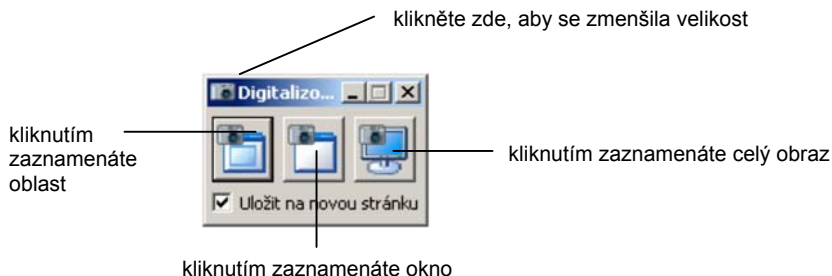 klikněte zde, aby se zmenšila velikost
Digitalizo...
kliknutím
zaznamenáte
oblast
kliknutím zaznamenáte celý obraz
Uložit na novou stránku
kliknutím zaznamenáte okno